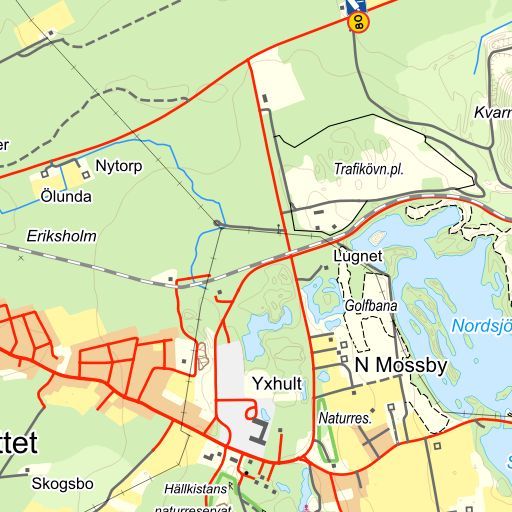 80
Kvarn
er
Nytorp
Trafikövn.pl.
Ölunda
Eriksholm
Lugnet
Golfbana
Nordsjö
N Mossby
Yxhult
Naturres.
ttet
Skogsbo
Hällkistans
naturreservat
S